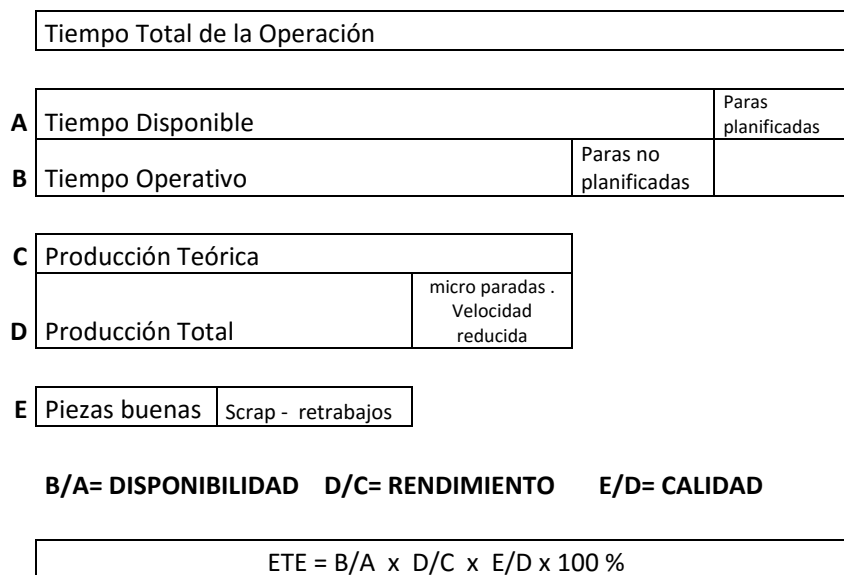 Tiempo Total de la Operación
A Tiempo Disponible
Paras
planificadas
B Tiempo Operativo
Paras no
planificadas
C Producción Teórica
D Producción Total
micro paradas .
Velocidad
reducida
E Piezas buenas Scrap - retrabajos
B/A= DISPONIBILIDAD D/C= RENDIMIENTO E/D= CALIDAD
ETE = B/A x D/C x E/D x 100 %